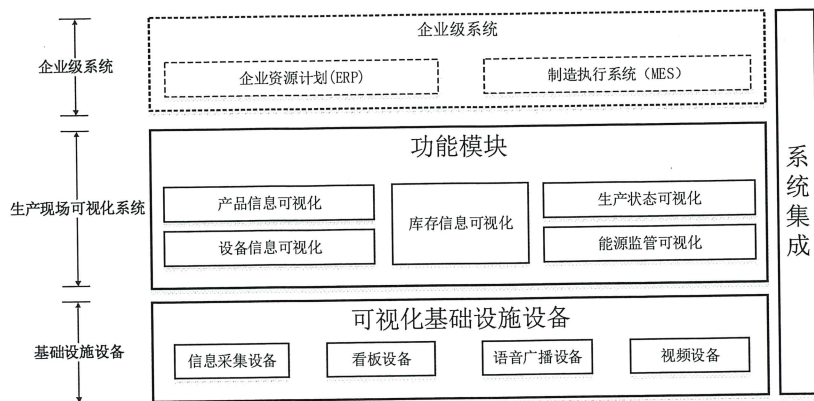 企业级系统
企业级系统
企业资源计划(ERP)
制造执行系统（MES）
生产现场可视化系统
功能模块
产品信息可视化
设备信息可视化
库存信息可视化
生产状态可视化
能源监管可视化
基础设施设备
可视化基础设施设备
信息采集设备
看板设备
语音广播设备
视频设备
系统集成